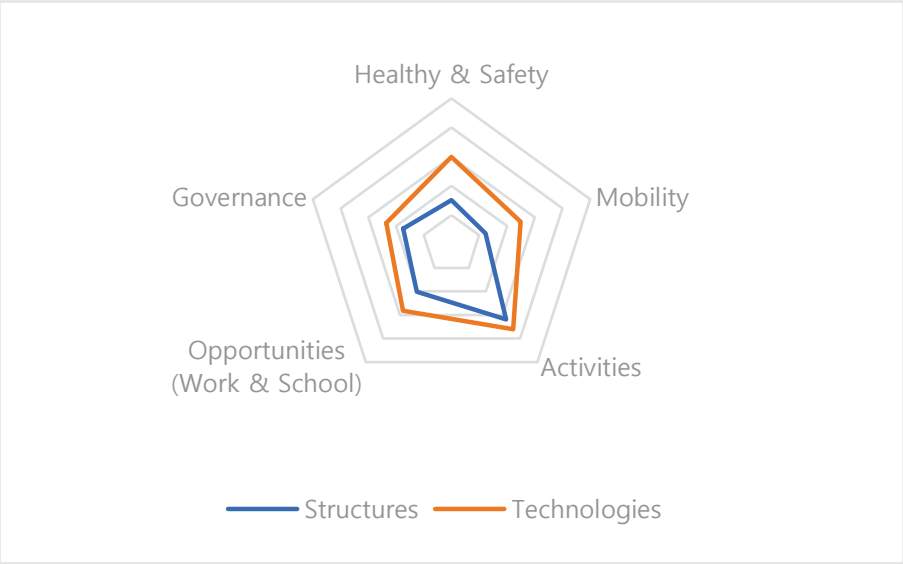 Healthy & Safety
Governance
Mobility
Opportunities
(Work & School)
Activities
Structures
Technologies